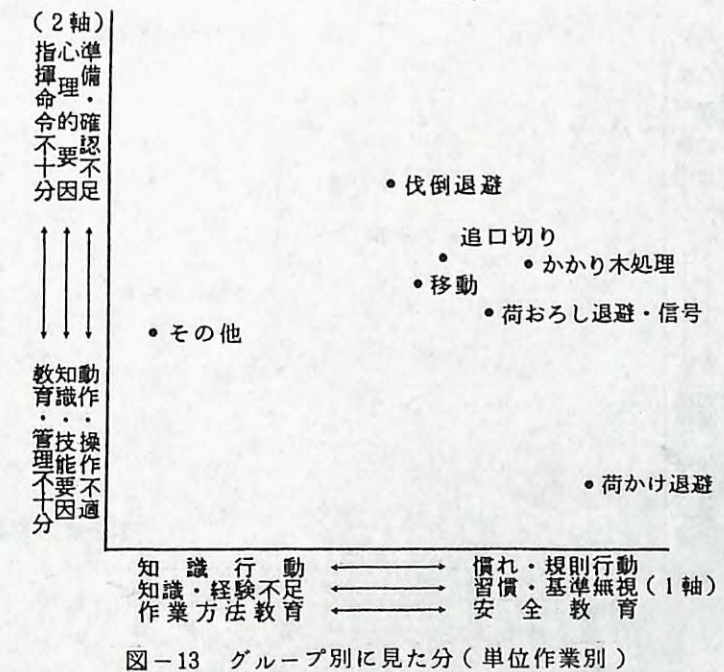 （２軸）
準備・確認不足
心理的要因
指揮命令不十分
動作・操作不適
知識・技能要因
教育・管理不十分
伐倒退避
追口切り
かかり木処理
移動
荷おろし退避・信号
その他
荷かけ退避
知識行動 慣れ・規則行動
知識・経験不足 習慣・基準無視（１軸）
作業方法教育 安全教育
図－13 グループ別に見た分（単位作業別）